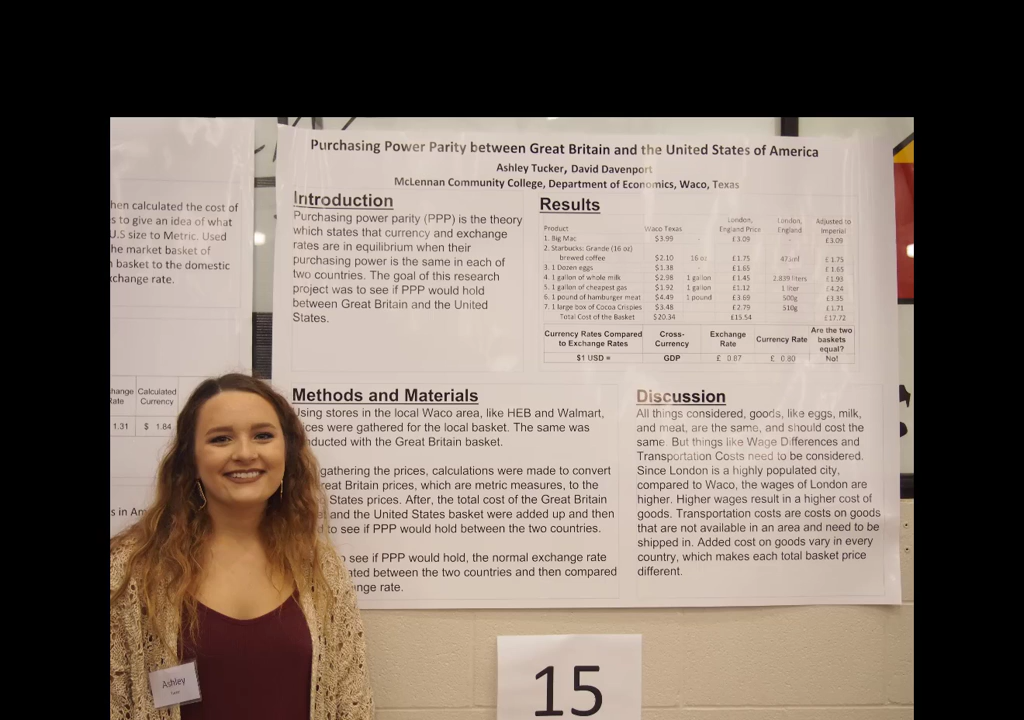 hen calculated the cost of
s to give an idea of what
U.S size to Metric. Used
he market basket of
n basket to the domestic
change rate.
hange Calculated
Rate Currency
1.31 $ 1.84
s in Am
Purchasing Power Parity between Great Britain and the United States of America
Ashley Tucker, David Davenport
McLennan Community College, Department of Economics, Waco, Texas
Introduction
Purchasing power parity (PPP) is the theory
which states that currency and exchange
rates are in equilibrium when their
purchasing power is the same in each of
two countries. The goal of this research
project was to see if PPP would hold
between Great Britain and the United
States.
Results
Product Waco Texas London, England Price London, England Adjusted to Imperial
1. Big Mac $3.99 - £3.09 - £3.09
2. Starbucks: Grande (16 oz)
brewed coffee $2.10 16 oz £1.75 47 ml £1.75
3. 1 Dozen eggs $1.38 £1.65 £1.65
4. 1 gallon of whole milk $2.98 1 gallon £1.45 2.839 liters £1.93
5. 1 gallon of cheapest gas $1.92 1 gallon £1.12 1 liter £4.24
6. 1 pound of hamburger meat $4.49 1 pound £3.69 500g £3.35
7. 1 large box of Cocoa Crispies $3.48 £2.79 510g £1.71
Total Cost of the Basket $20.34 £15.54 £17.72
Currency Rates Compared to Exchange Rates Cross-Currency Exchange Rate Currency Rate Are the two baskets equal?
$1 USD = GDP £ 0.87 £ 0.80 No!
Methods and Materials
Using stores in the local Waco area, like HEB and Walmart,
ices were gathered for the local basket. The same was
nducted with the Great Britain basket.
gathering the prices, calculations were made to convert
reat Britain prices, which are metric measures, to the
States prices. After, the total cost of the Great Britain
and the United States basket were added up and then
to see if PPP would hold between the two countries.
o see if PPP would hold, the normal exchange rate
ated between the two countries and then compared
nge rate.
Discussion
All things considered, goods, like eggs, milk,
and meat, are the same, and should cost the
same. But things like Wage Differences and
Transportation Costs need to be considered.
Since London is a highly populated city,
compared to Waco, the wages of London are
higher. Higher wages result in a higher cost of
goods. Transportation costs are costs on goods
that are not available in an area and need to be
shipped in. Added cost on goods vary in every
country, which makes each total basket price
different.
Ashley
15